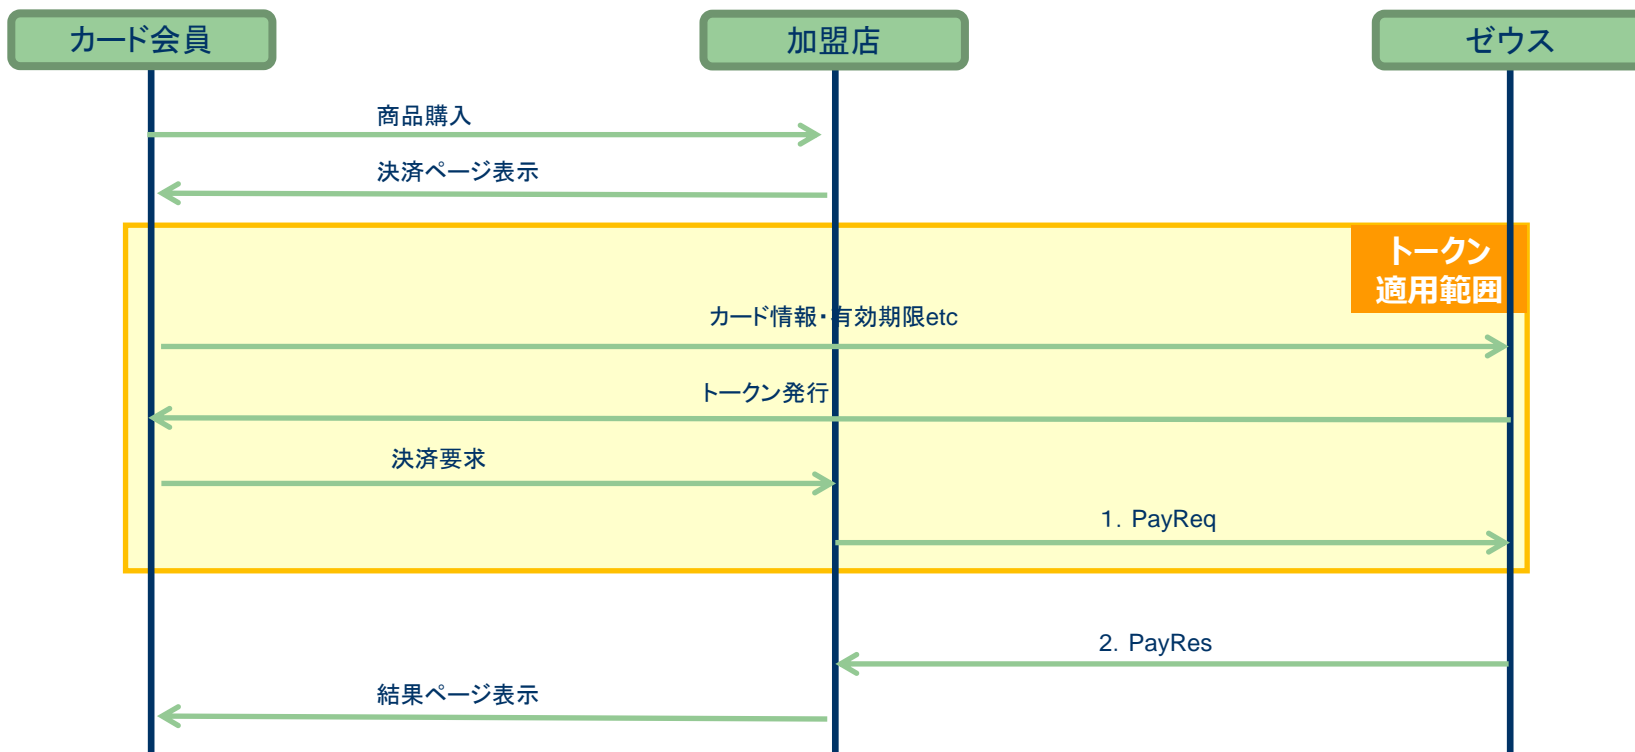 カード会員
加盟店
ゼウス
商品購入
決済ページ表示
トークン
適用範囲
カード情報・有効期限etc
トークン発行
決済要求
1. PayReq
2. PayRes
結果ページ表示